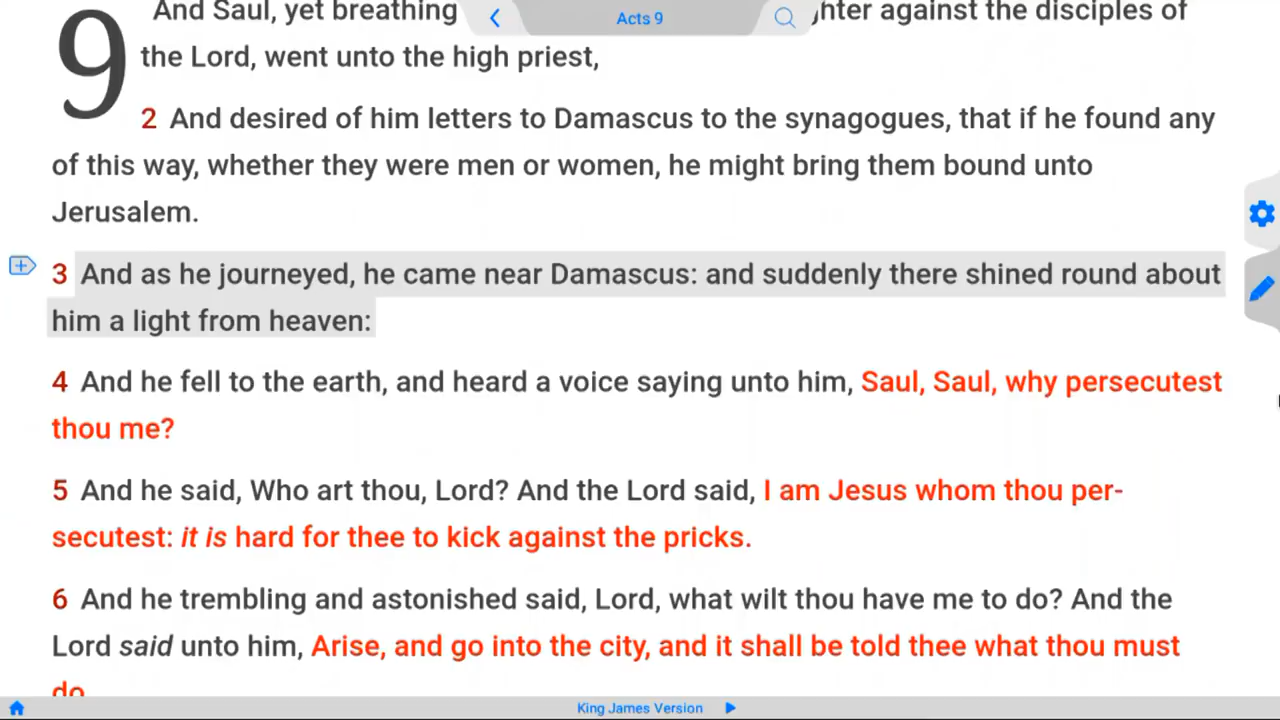 Acts 9
9 And Saul, yet breathing against the disciples of
the Lord, went unto the high priest,
2 And desired of him letters to Damascus to the synagogues, that if he found any
of this way, whether they were men or women, he might bring them bound unto
Jerusalem.
3 And as he journeyed, he came near Damascus: and suddenly there shined round about
him a light from heaven:
4 And he fell to the earth, and heard a voice saying unto him, Saul, Saul, why persecutest
thou me?
5 And he said, Who art thou, Lord? And the Lord said, I am Jesus whom thou per-
secutest: it is hard for thee to kick against the pricks.
6 And he trembling and astonished said, Lord, what wilt thou have me to do? And the
Lord said unto him, Arise, and go into the city, and it shall be told thee what thou must
do
King James Version